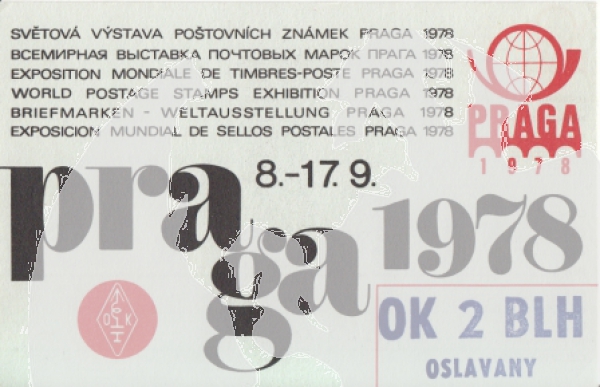 SVĚTOVÁ VÝSTAVA POŠTOVNÍCH ZNÁMEK PRAGA 1978
ВСЕМИРНАЯ ВЫСТАВКА ПОЧТОВЫХ МАРОК ПРАГА 1978
EXPOSITION MONDIALE DE TIMBRES-POSTE PRAGA 1978
WORLD POSTAGE STAMPS EXHIBITION PRAGA 1978
BRIEFMARKEN - WELTAUSSTELLUNG PRAGA 1978
EXPOSICION MUNDIAL DE SELLOS POSTALES PRAGA 1978
PRAGA
1978
8.-17. 9.
praga 1978
OK
OK 2 BLH
OSLAVANY